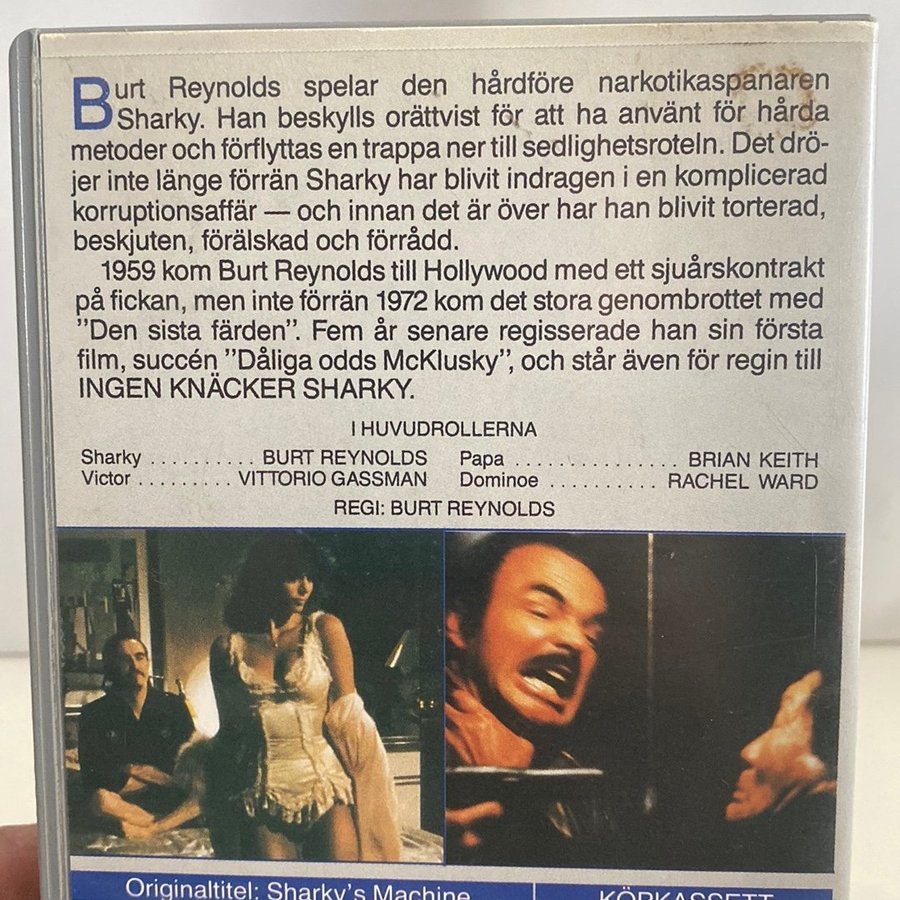 Burt Reynolds spelar den hårdföre narkotikaspanaren
Sharky. Han beskylls orättvist för att ha använt för hårda
metoder och förflyttas en trappa ner till sedlighetsroteln. Det drö-
jer inte länge förrän Sharky har blivit indragen i en komplicerad
korruptionsaffär — och innan det är över har han blivit torterad,
beskjuten, förälskad och förrådd.
1959 kom Burt Reynolds till Hollywood med ett sjuårskontrakt
på fickan, men inte förrän 1972 kom det stora genombrottet med
”Den sista färden”. Fem år senare regisserade han sin första
film, succén ”Dåliga odds McKlusky”, och står även för regin till
INGEN KNÄCKER SHARKY.
I HUVUDROLLERNA
Sharky .......... BURT REYNOLDS Papa ............... BRIAN KEITH
Victor ......... VITTORIO GASSMAN Dominoe .......... RACHEL WARD
REGI: BURT REYNOLDS
Originaltitel: Sharky's Machine KÖPKASSETT